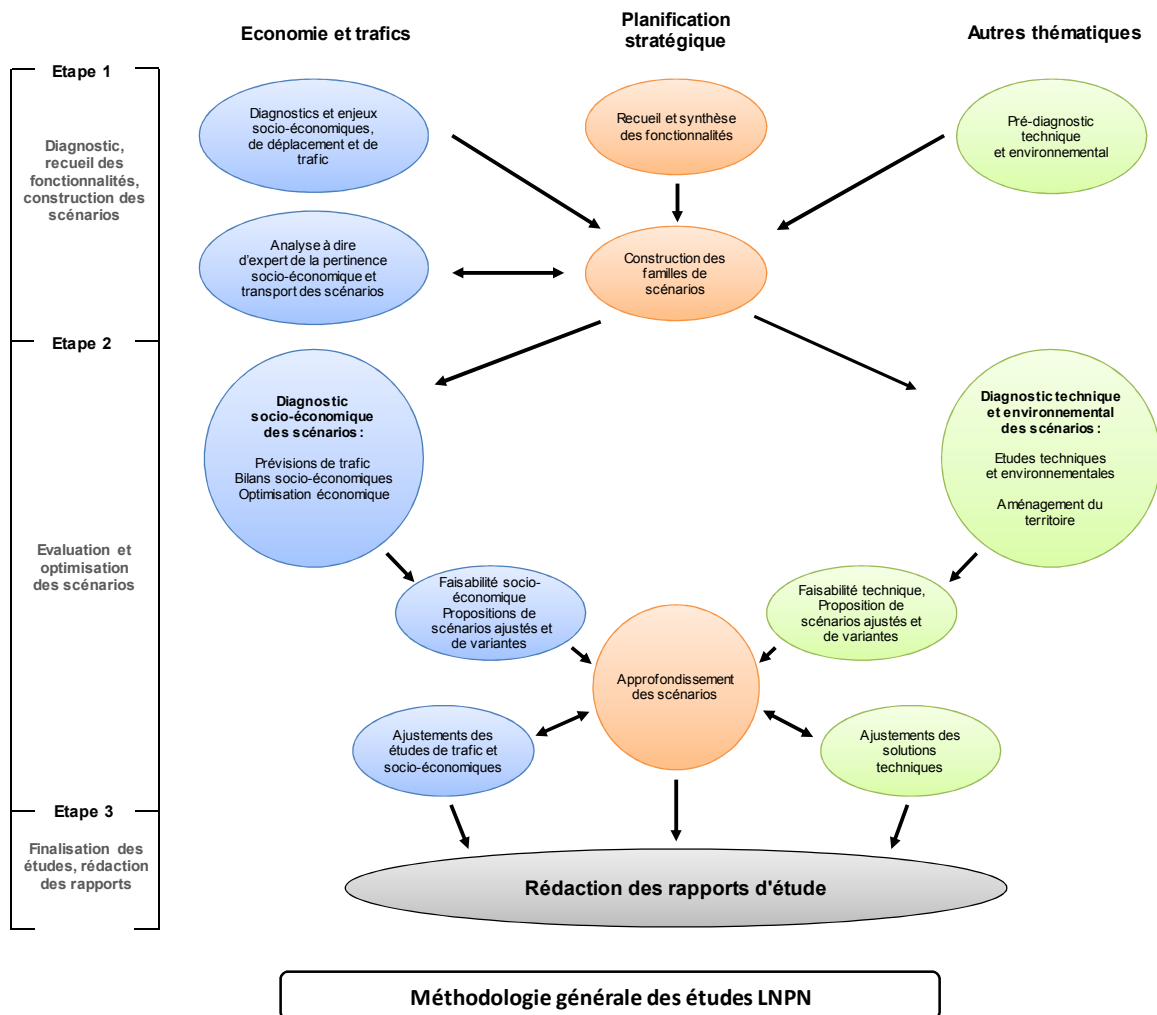 Economie et trafics
Planification
stratégique
Autres thématiques
Etape 1
Diagnostic,
recueil des
fonctionnalités,
construction des
scénarios
Diagnostics et enjeux
socio-économiques,
de déplacement et de
trafic
Recueil et synthèse
des fonctionnalités
Pré-diagnostic
technique
et environnemental
Analyse à dire
d'expert de la pertinence
socio-économique et
transport des scénarios
Construction des
familles de
scénarios
Etape 2
Evaluation et
optimisation
des scénarios
Diagnostic
socio-économique
des scénarios :
Prévisions de trafic
Bilans socio-économiques
Optimisation économique
Diagnostic technique
et environnemental
des scénarios :
Etudes techniques
et environnementales
Aménagement du
territoire
Faisabilité socio-
économique
Propositions de
scénarios ajustés et
de variantes
Faisabilité technique,
Proposition de
scénarios ajustés et
de variantes
Approfondissement
des scénarios
Ajustements des
études de trafic et
socio-économiques
Ajustements des
solutions
techniques
Etape 3
Finalisation des
études, rédaction
des rapports
Rédaction des rapports d'étude
Méthodologie générale des études LNPN